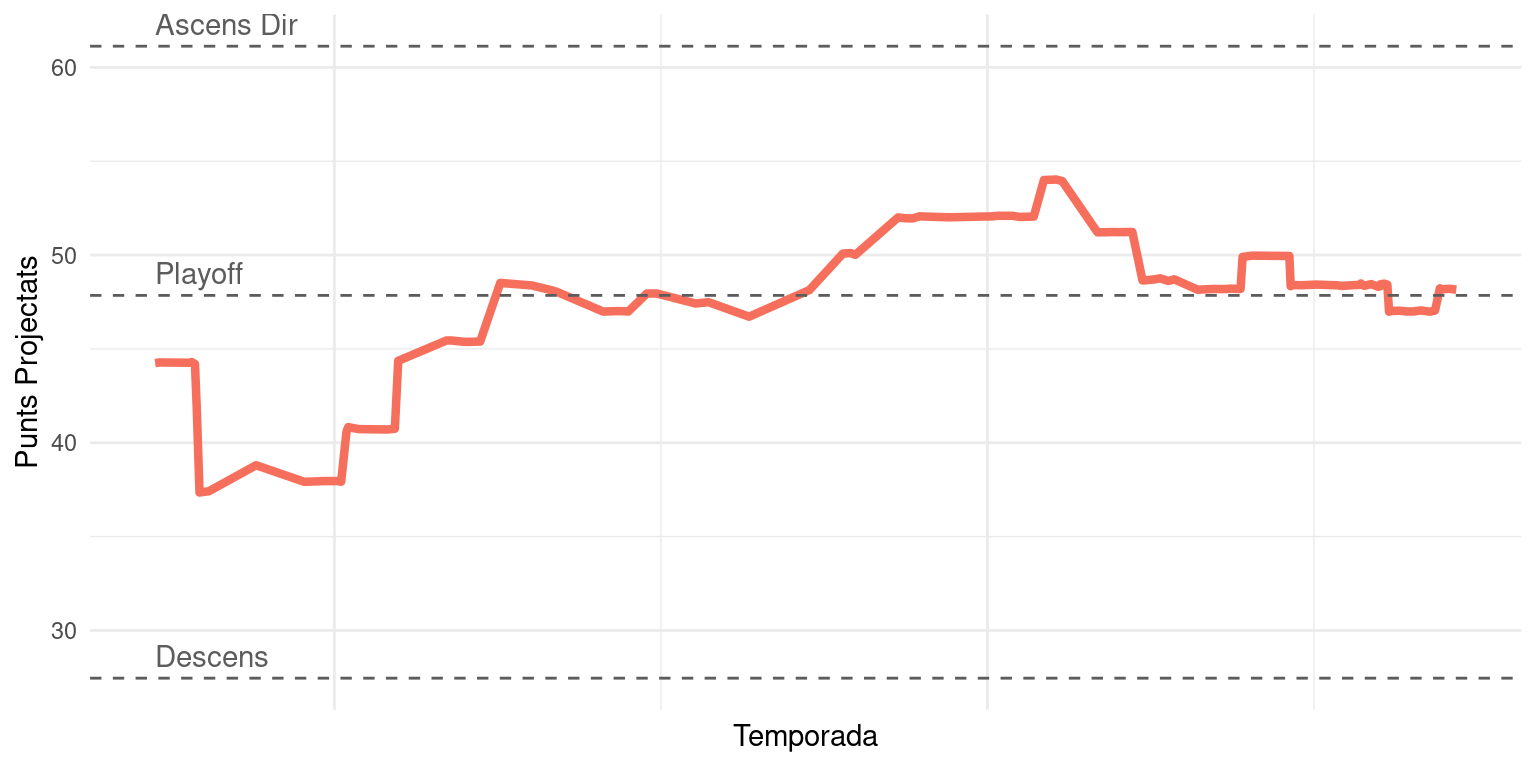 Ascens Dir
60
50
Playoff
Punts Projectats
40
30
Descens
Temporada